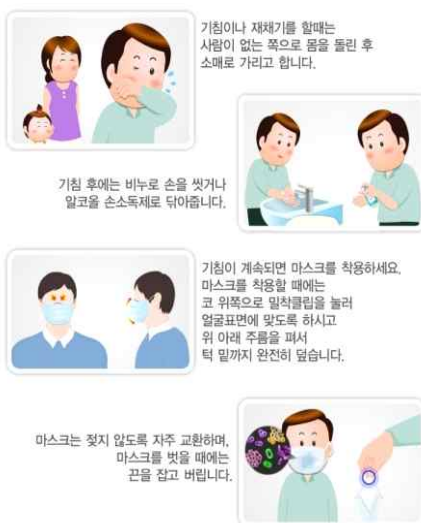 기침이나 재채기를 할때는
사람이 없는 쪽으로 몸을 돌린 후
소매로 가리고 합니다.
기침 후에는 비누로 손을 씻거나
알코올 손소독제로 닦아줍니다.
기침이 계속되면 마스크를 착용하세요.
마스크를 착용할 때에는
코 위쪽으로 밀착클립을 눌러
얼굴표면에 맞도록 하시고
위 아래 주름을 펴서
턱 밑까지 완전히 덮습니다.
마스크는 젖지 않도록 자주 교환하며,
마스크를 벗을 때에는
끈을 잡고 버립니다.